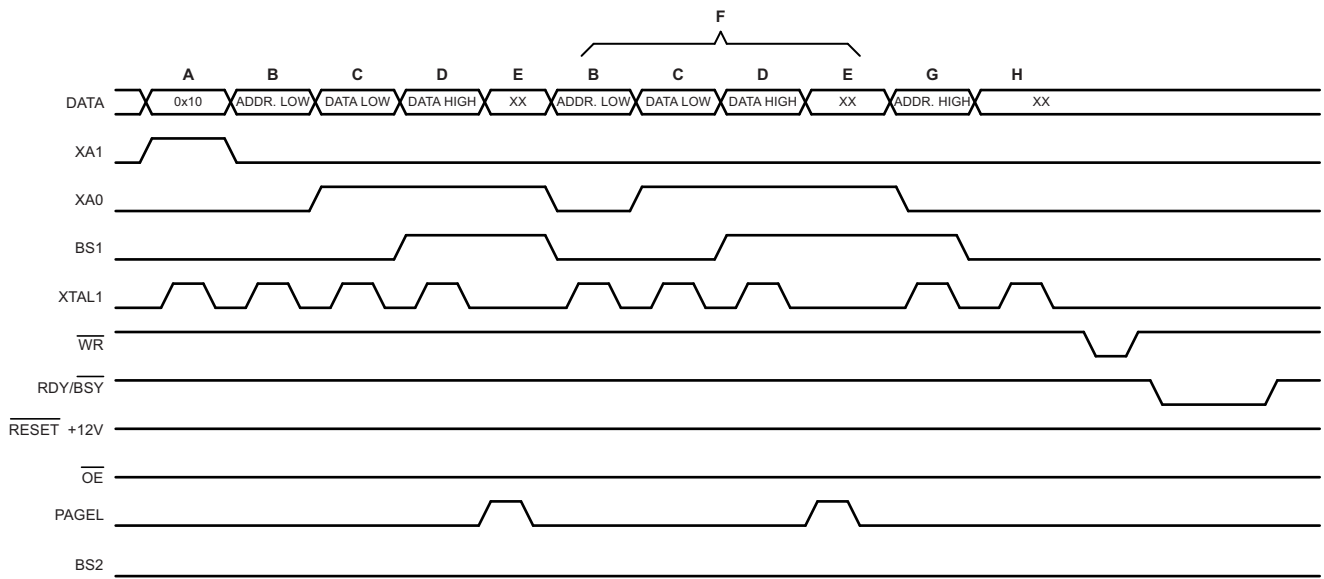 F
A B C D E B C D E G H
DATA 0x10 ADDR. LOW DATA LOW DATA HIGH XX ADDR. LOW DATA LOW DATA HIGH XX ADDR. HIGH XX
XA1
XA0
BS1
XTAL1
WR
RDY/BSY
RESET +12V
OE
PAGEL
BS2